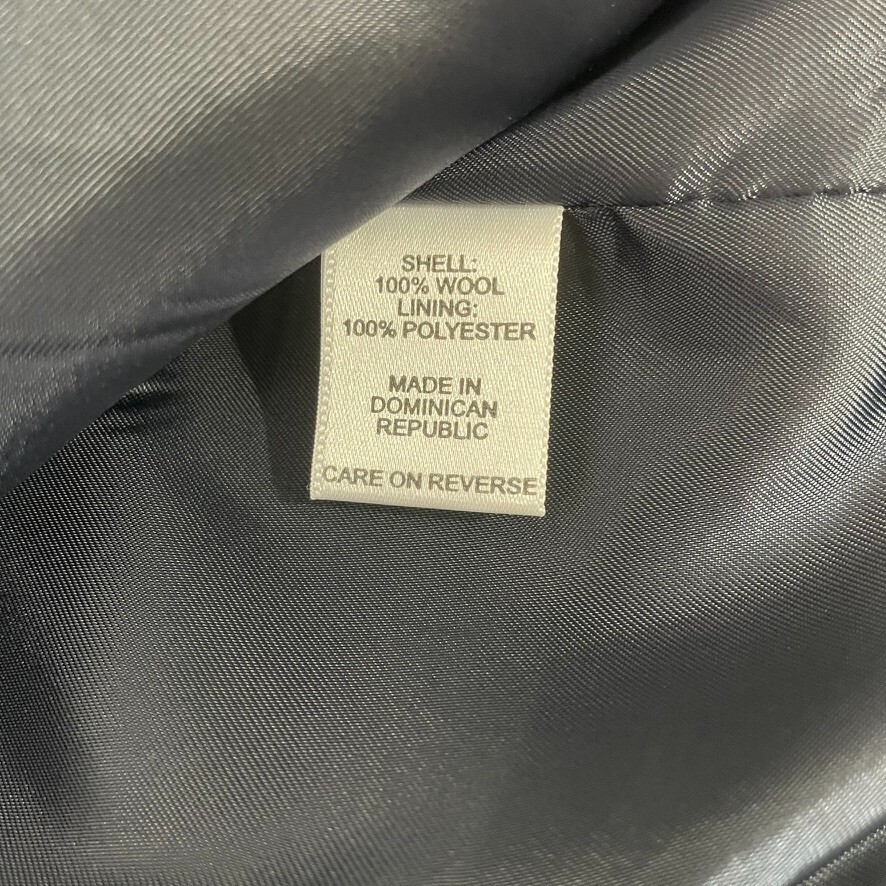 SHELL:
100% WOOL
LINING:
100% POLYESTER
MADE IN
DOMINICAN
REPUBLIC
CARE ON REVERSE